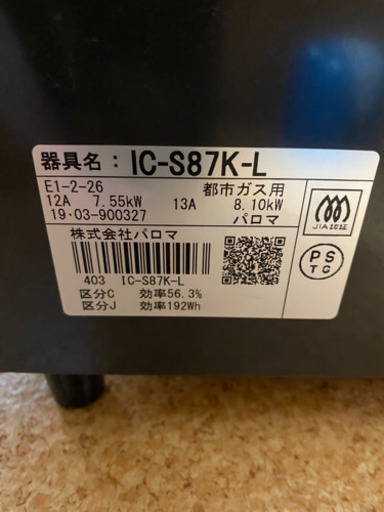 器具名： IC-S87K-L
E1-2-26 都市ガス用
12A 7.55kW 13A 8.10kW
19・03-900327 パロマ
株式会社パロマ
403 IC-S87K-L
区分C 効率56.3%
区分J 効率192Wh
JIA認証
PS
TG